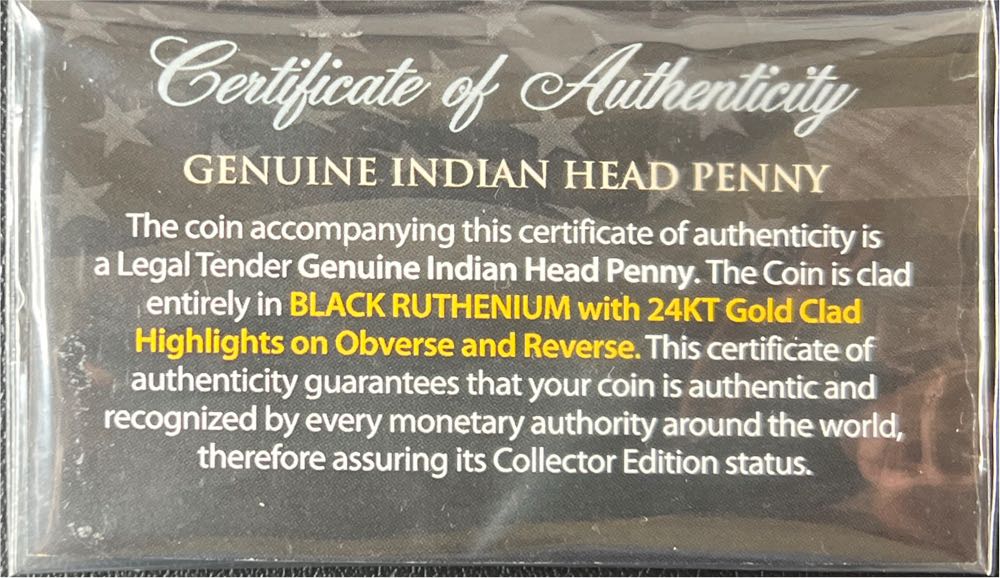 Certificate of Authenticity
GENUINE INDIAN HEAD PENNY
The coin accompanying this certificate of authenticity is
a Legal Tender Genuine Indian Head Penny. The Coin is clad
entirely in BLACK RUTHENIUM with 24KT Gold Clad
Highlights on Obverse and Reverse. This certificate of
authenticity guarantees that your coin is authentic and
recognized by every monetary authority around the world,
therefore assuring its Collector Edition status.